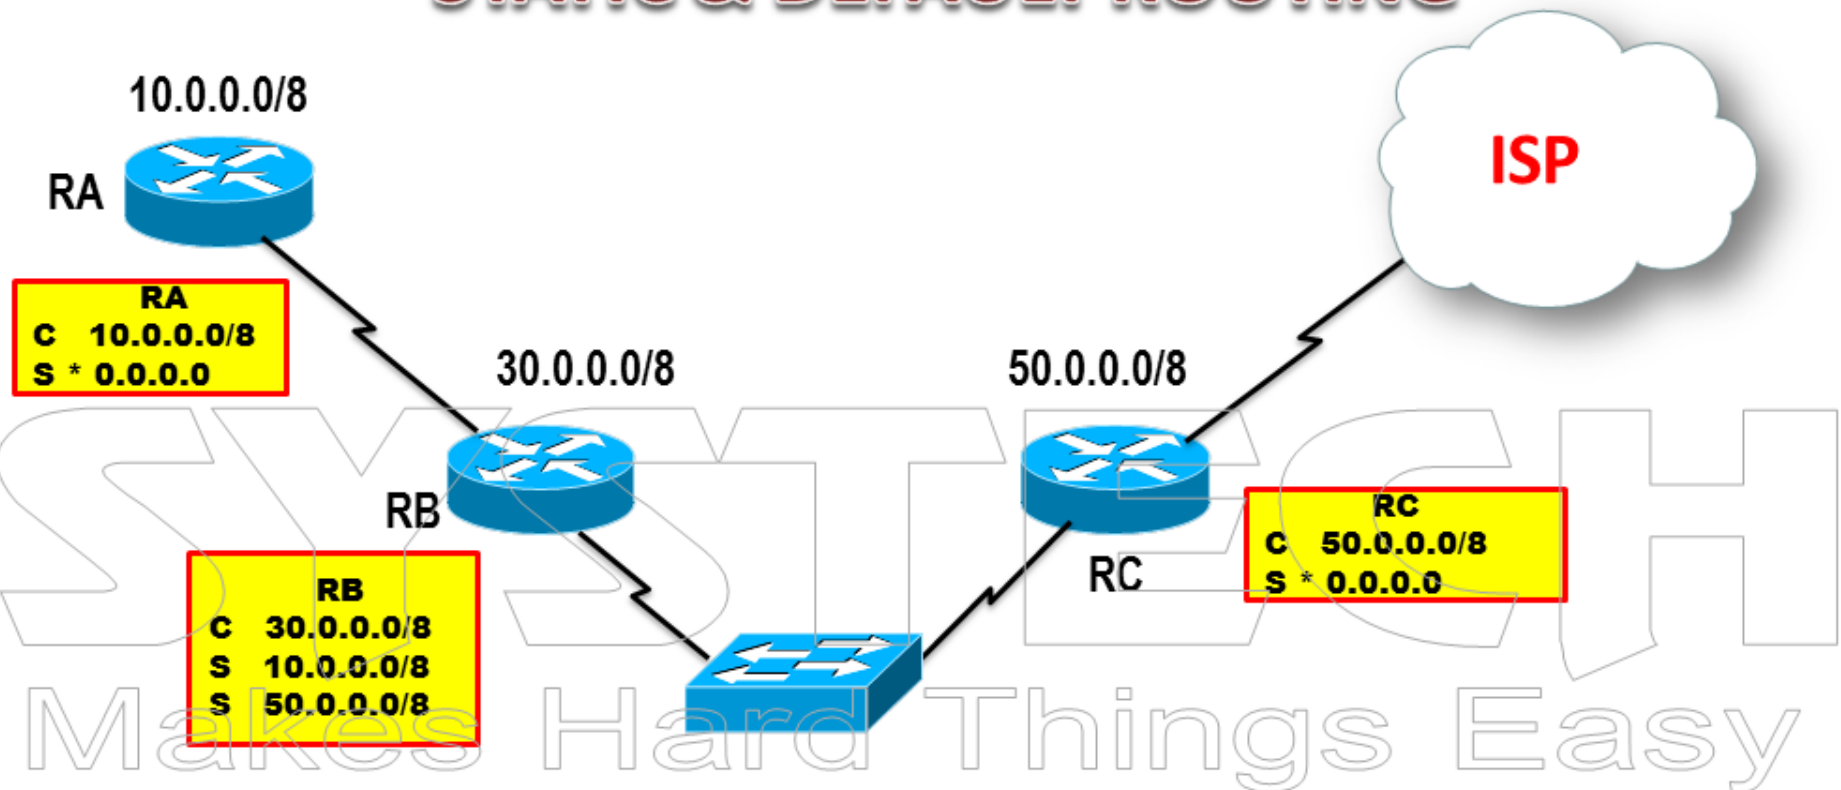 STATIC & DEFAULT ROUTING
10.0.0.0/8
RA
RA
C 10.0.0.0/8
S * 0.0.0.0
ISP
30.0.0.0/8
RB
RB
C 30.0.0.0/8
S 10.0.0.0/8
S 50.0.0.0/8
50.0.0.0/8
RC
RC
C 50.0.0.0/8
S * 0.0.0.0
SYSTECH
Makes Hard Things Easy